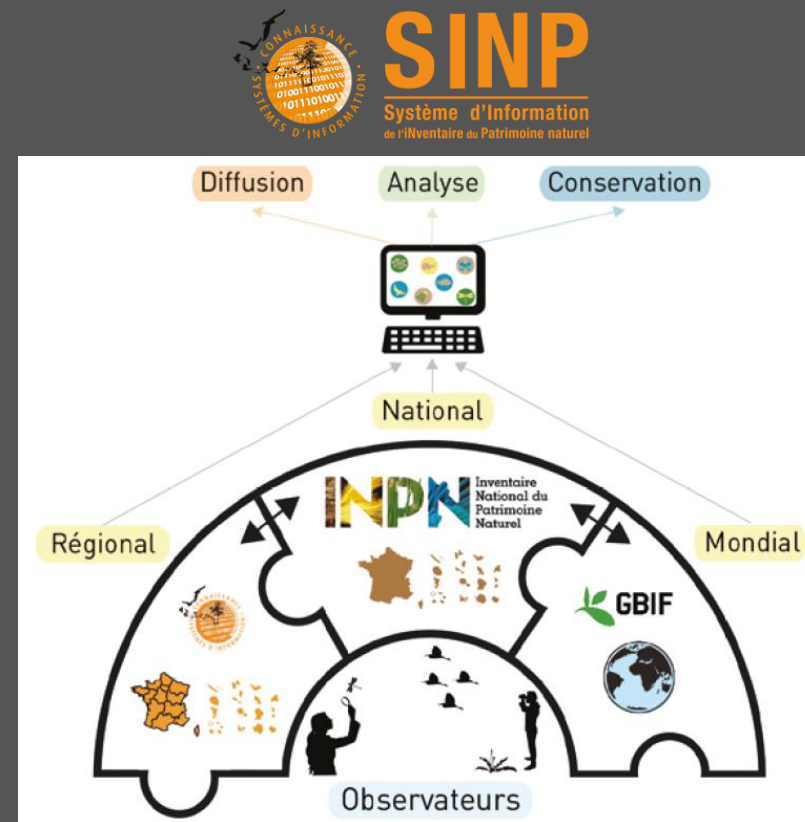 CONNAISSANCE
SYSTÈMES D'INFORMATION
SINP
Système d'Information
de l'iNventaire du Patrimoine naturel
Diffusion
Analyse
Conservation
National
INPN
Inventaire
National du
Patrimoine
Naturel
Régional
Mondial
GBIF
Observateurs